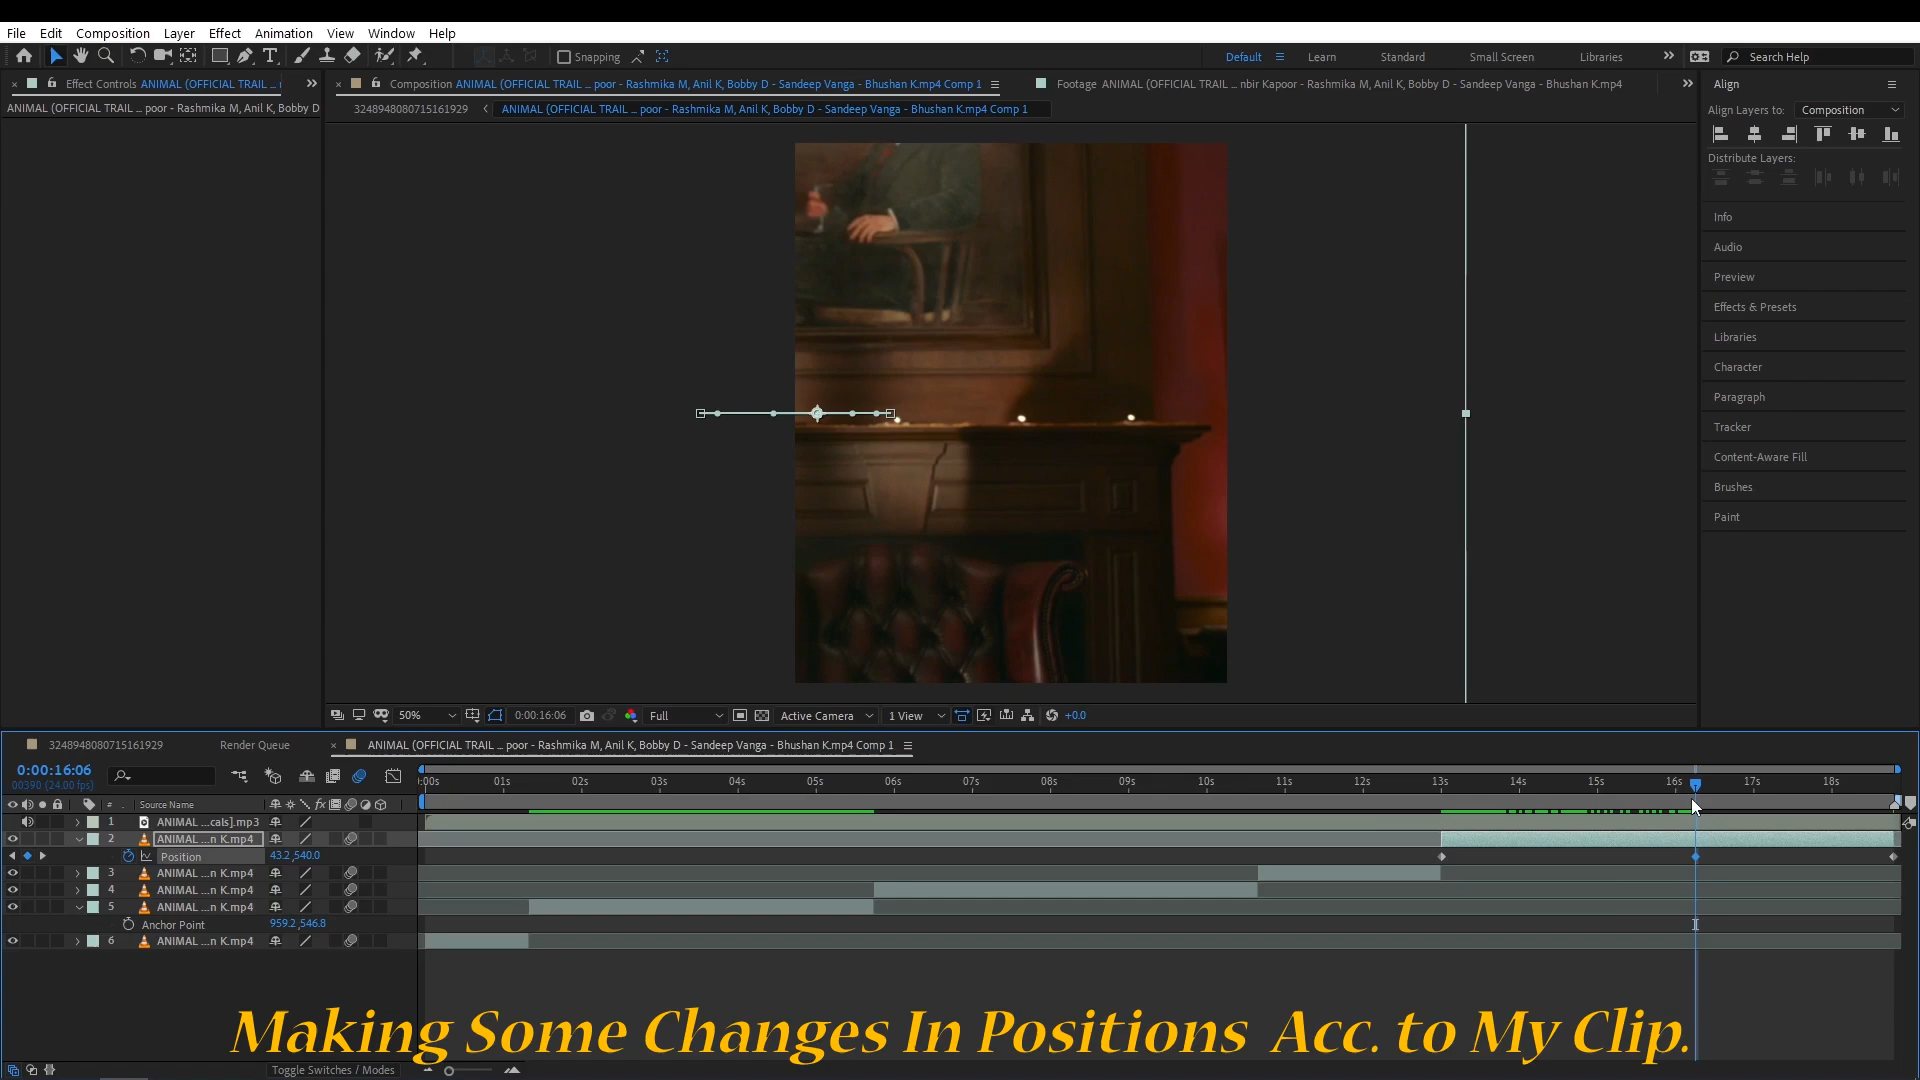 File Edit Composition Layer Effect Animation View Window Help
Snapping Default Learn Standard Small Screen Libraries Search Help
Effect Controls ANIMAL (OFFICIAL TRAIL ...
Composition ANIMAL (OFFICIAL TRAIL ... poor - Rashmika M, Anil K, Bobby D - Sandeep Vanga - Bhushan K.mp4 Comp 1
Footage ANIMAL (OFFICIAL TRAIL ... nbir Kapoor - Rashmika M, Anil K, Bobby D - Sandeep Vanga - Bhushan K.mp4
Align
ANIMAL (OFFICIAL TRAIL ... poor - Rashmika M, Anil K, Bobby D
3248948080715161929
ANIMAL (OFFICIAL TRAIL ... poor - Rashmika M, Anil K, Bobby D - Sandeep Vanga - Bhushan K.mp4 Comp 1
Align Layers to: Composition
Distribute Layers:
Info
Audio
Preview
Effects & Presets
Libraries
Character
Paragraph
Tracker
Content-Aware Fill
Brushes
Paint
50% 0:00:16:06 Full Active Camera 1 View +0.0
3248948080715161929 Render Queue ANIMAL (OFFICIAL TRAIL ... poor - Rashmika M, Anil K, Bobby D - Sandeep Vanga - Bhushan K.mp4 Comp 1
0:00:16:06
00390 (24.00 fps)
:00s 01s 02s 03s 04s 05s 06s 07s 08s 09s 10s 11s 12s 13s 14s 15s 16s 17s 18s
# Source Name
1 ANIMAL ...cals].mp3
2 ANIMAL ...n K.mp4
Position 43.2,540.0
3 ANIMAL ...n K.mp4
4 ANIMAL ...n K.mp4
5 ANIMAL ...n K.mp4
Anchor Point 959.2,546.8
6 ANIMAL ...n K.mp4
Making Some Changes In Positions Acc. to My Clip.
Toggle Switches / Modes